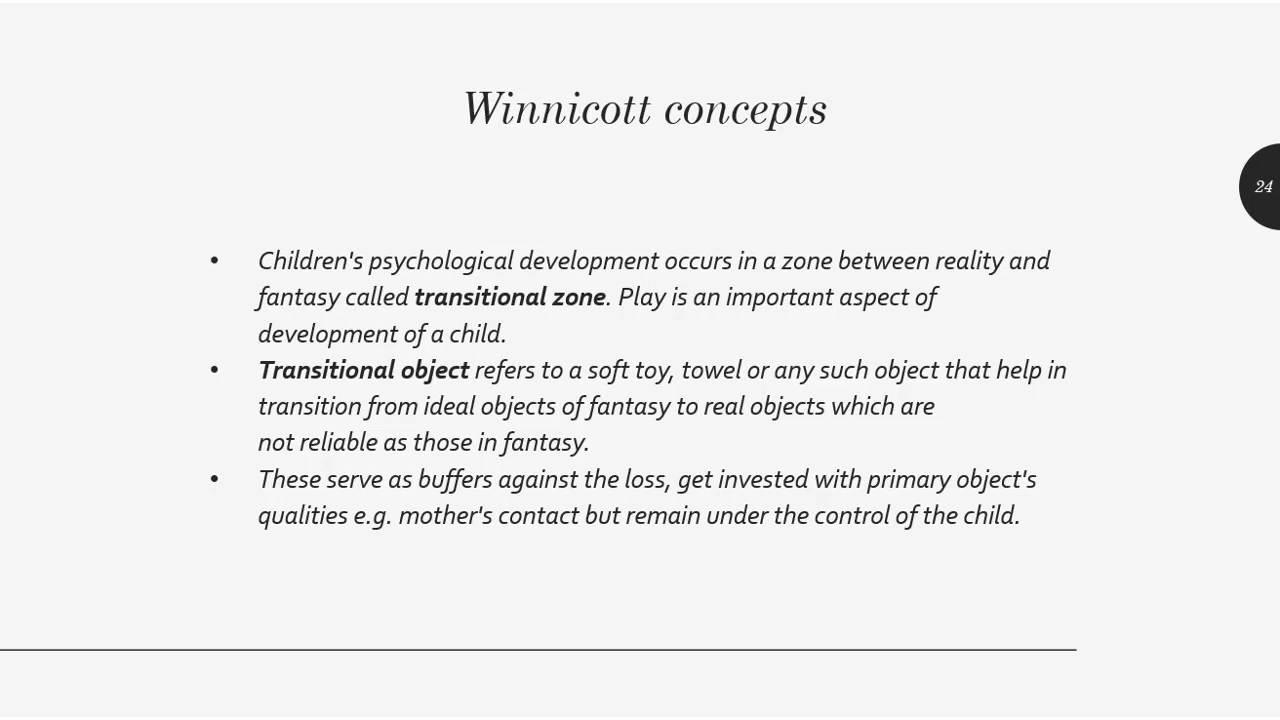 Winnicott concepts
24
• Children's psychological development occurs in a zone between reality and
fantasy called transitional zone. Play is an important aspect of
development of a child.
• Transitional object refers to a soft toy, towel or any such object that help in
transition from ideal objects of fantasy to real objects which are
not reliable as those in fantasy.
• These serve as buffers against the loss, get invested with primary object's
qualities e.g. mother's contact but remain under the control of the child.